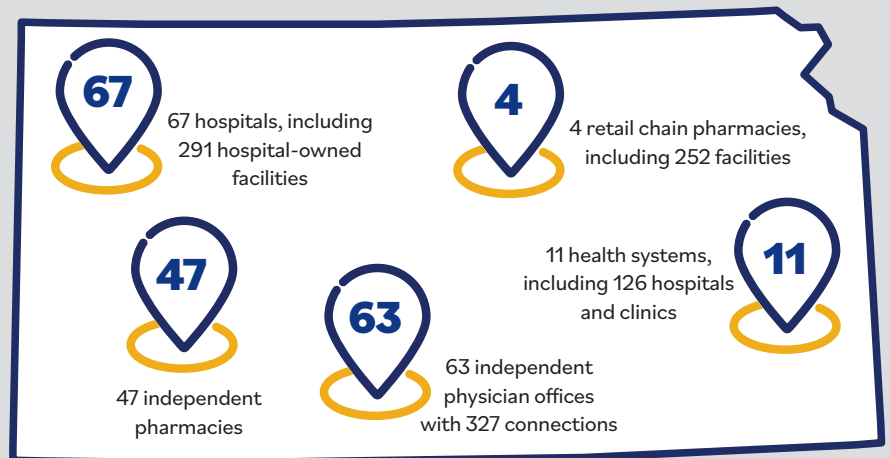 67
67 hospitals, including
291 hospital-owned
facilities
4
4 retail chain pharmacies,
including 252 facilities
47
47 independent
pharmacies
63
63 independent
physician offices
with 327 connections
11 health systems,
including 126 hospitals
and clinics
11